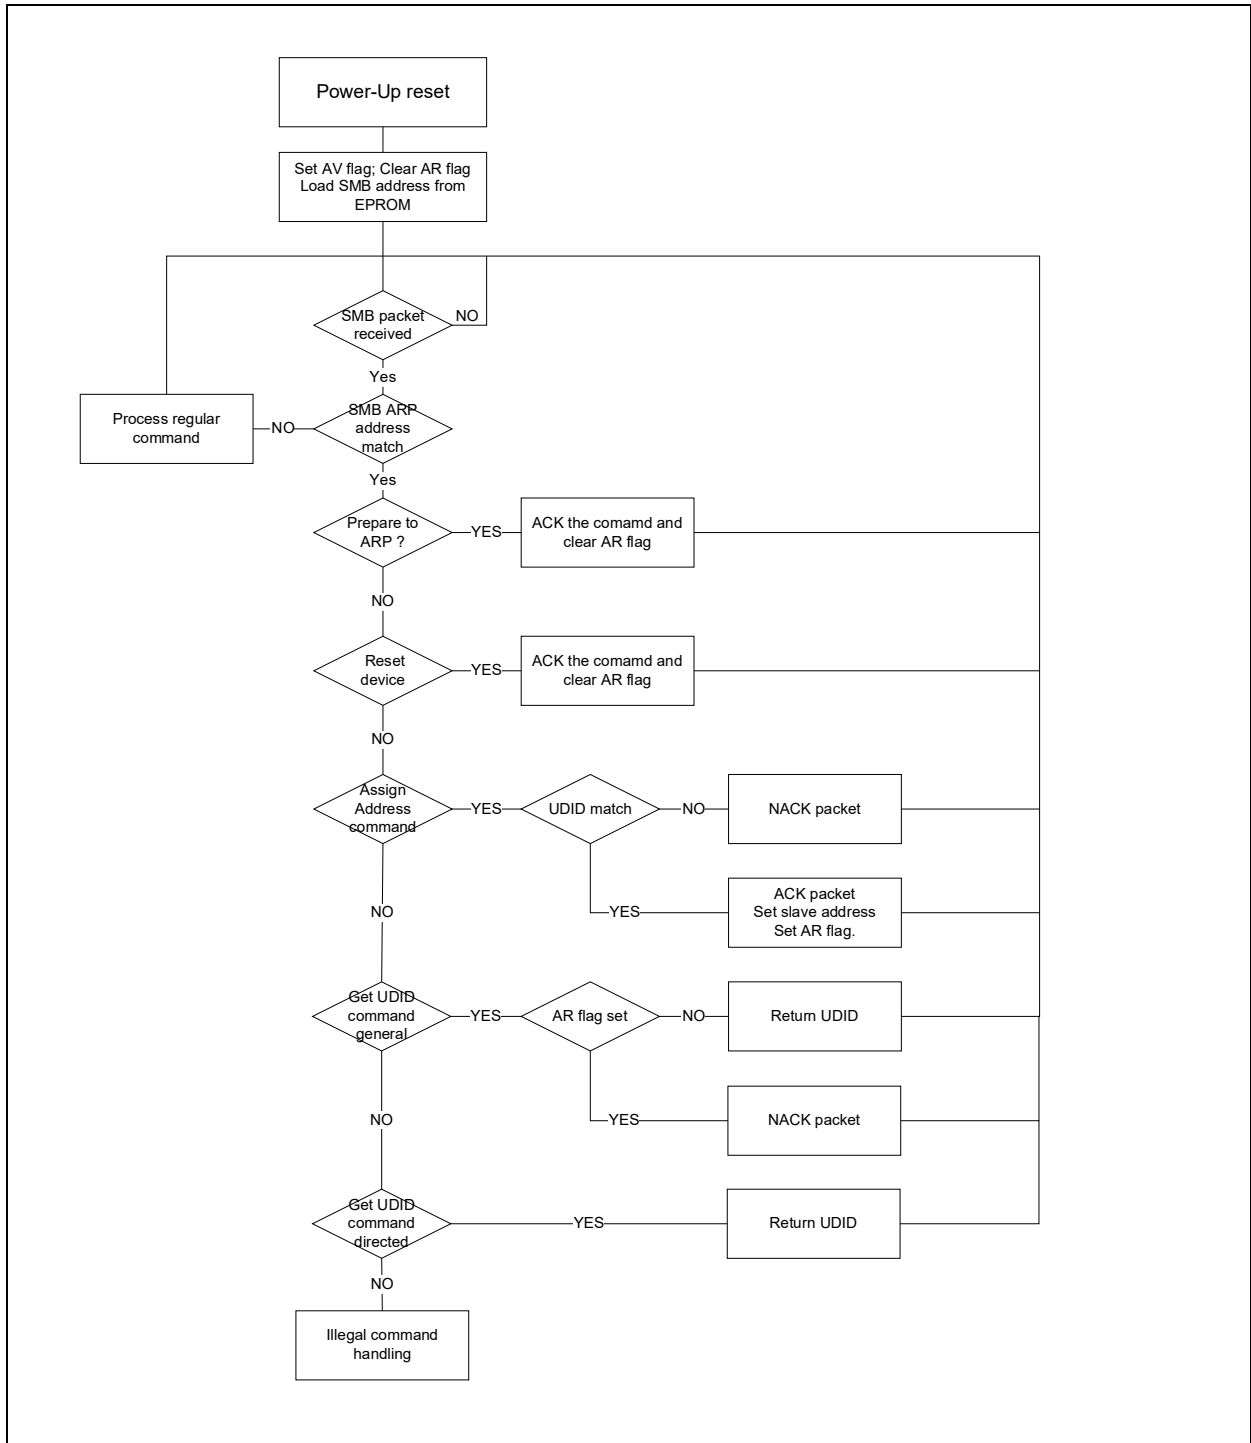 Power-Up reset
Set AV flag; Clear AR flag
Load SMB address from
EPROM
SMB packet
received
NO
Yes
SMB ARP
address
match
NO
Process regular
command
Yes
Prepare to
ARP ?
YES
ACK the comamd and
clear AR flag
NO
Reset
device
YES
ACK the comamd and
clear AR flag
NO
Assign
Address
command
YES
UDID match
NO
NACK packet
YES
ACK packet
Set slave address
Set AR flag.
NO
Get UDID
command
general
YES
AR flag set
NO
Return UDID
YES
NACK packet
NO
Get UDID
command
directed
YES
Return UDID
NO
Illegal command
handling